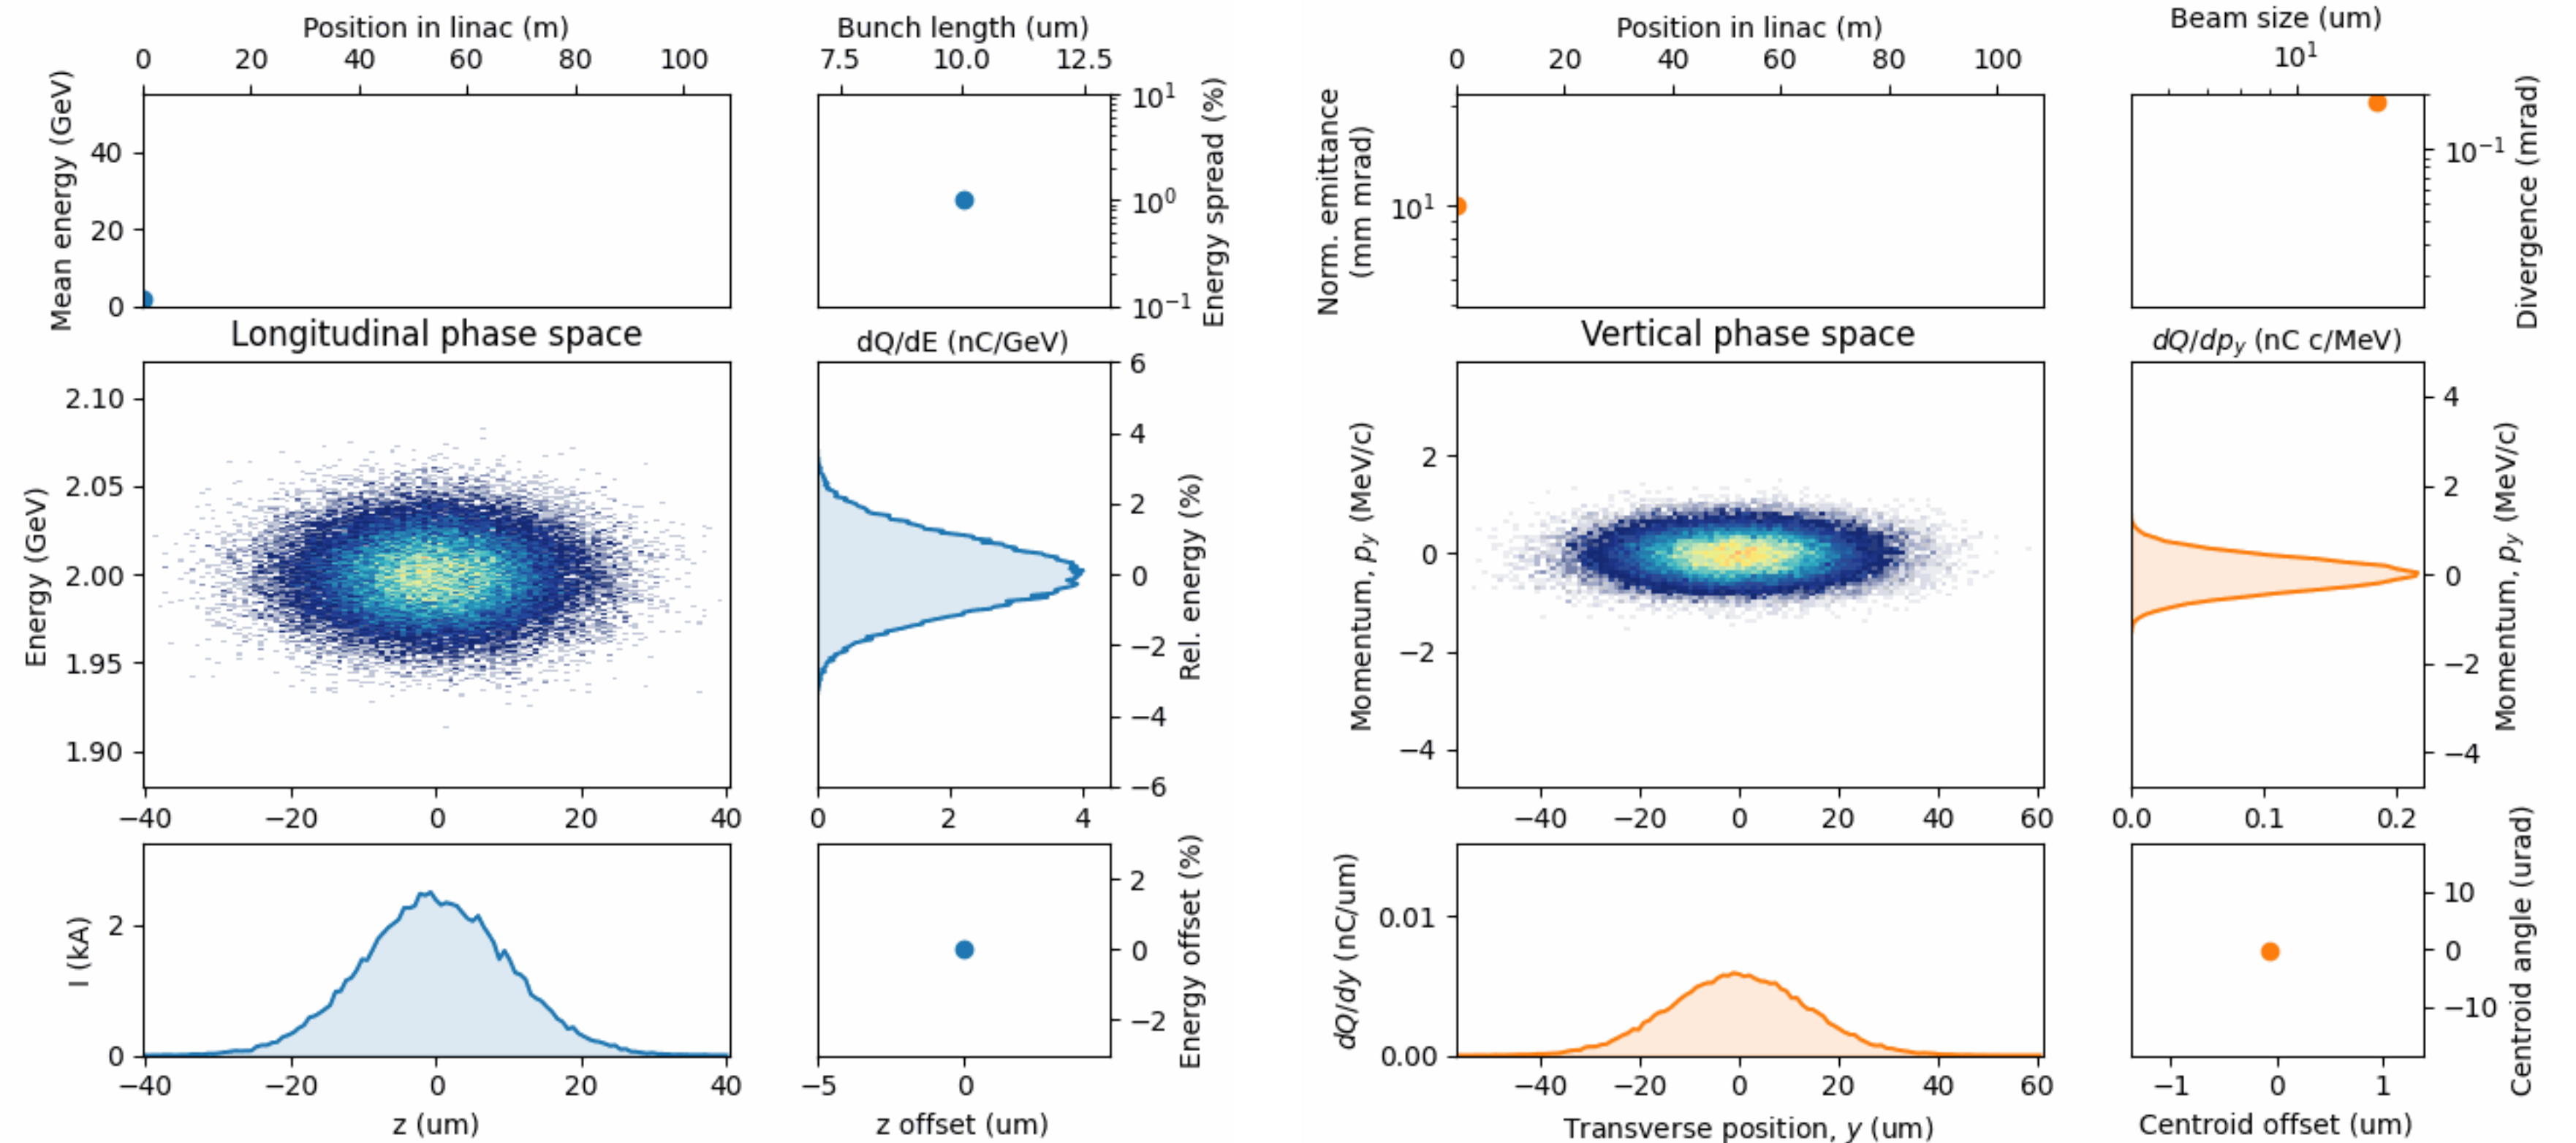 Position in linac (m)
0 20 40 60 80 100
Mean energy (GeV)
40
20
0
Bunch length (um)
7.5 10.0 12.5
Energy spread (%)
10¹
10⁰
10⁻¹
Position in linac (m)
0 20 40 60 80 100
Norm. emittance
(mm mrad)
10¹
Beam size (um)
10¹
Divergence (mrad)
10⁻¹
Longitudinal phase space
Energy (GeV)
2.10
2.05
2.00
1.95
1.90
−40 −20 0 20 40
dQ/dE (nC/GeV)
Rel. energy (%)
6
4
2
0
−2
−4
−6
0 2 4
Vertical phase space
Momentum, p_y (MeV/c)
2
0
−2
−4
−40 −20 0 20 40 60
dQ/dp_y (nC c/MeV)
Momentum, p_y (MeV/c)
4
2
0
−2
−4
0.0 0.1 0.2
I (kA)
2
0
−40 −20 0 20 40
z (um)
Energy offset (%)
2
0
−2
−5 0
z offset (um)
dQ/dy (nC/um)
0.01
0.00
−40 −20 0 20 40 60
Transverse position, y (um)
Centroid angle (urad)
10
0
−10
−1 0 1
Centroid offset (um)